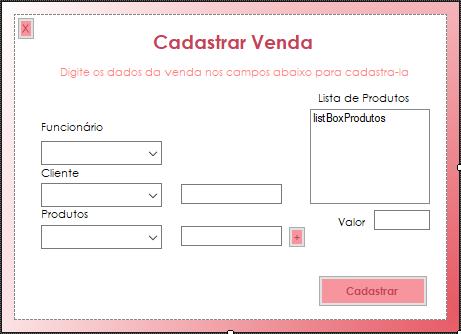 X
Cadastrar Venda
Digite os dados da venda nos campos abaixo para cadastra-la
Lista de Produtos
listBoxProdutos
Funcionário
Cliente
Produtos
+
Valor
Cadastrar